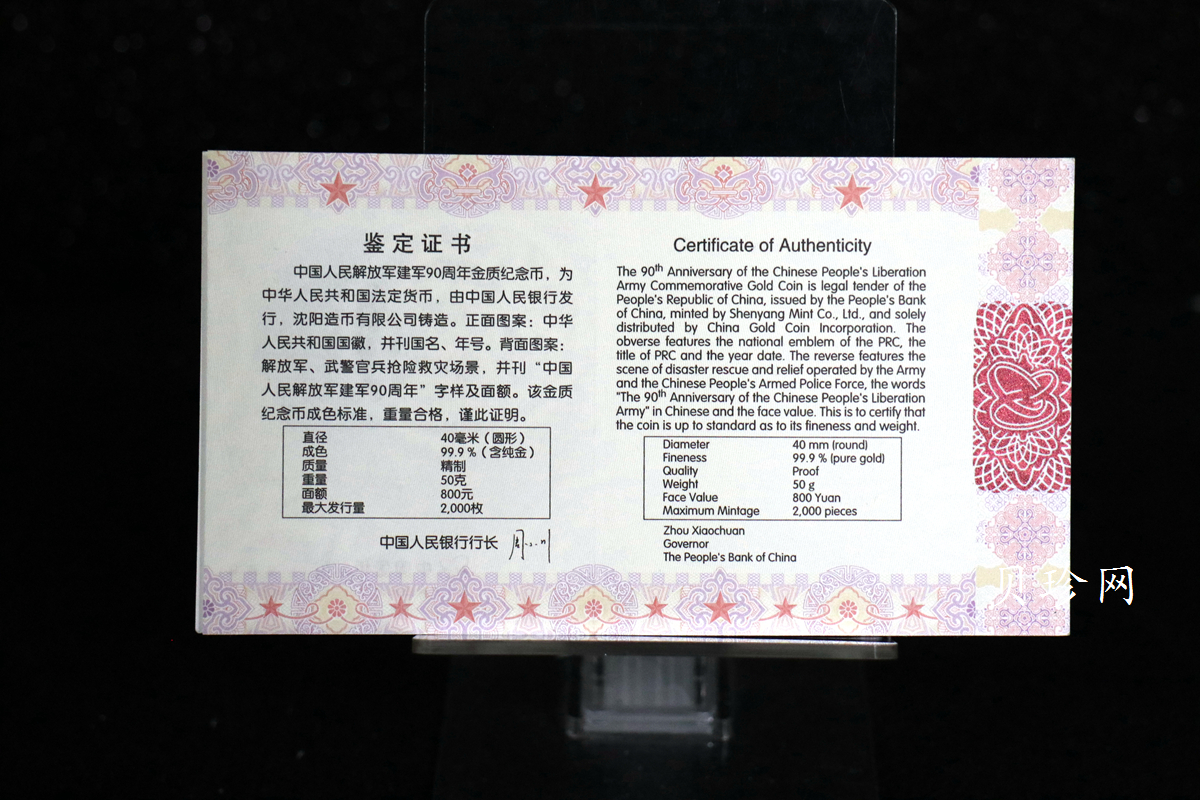 鉴定证书
中国人民解放军建军90周年金质纪念币，为
中华人民共和国法定货币，由中国人民银行发
行，沈阳造币有限公司铸造。正面图案：中华
人民共和国国徽，并刊国名、年号。背面图案：
解放军、武警官兵抢险救灾场景，并刊“中国
人民解放军建军90周年”字样及面额。该金质
纪念币成色标准，重量合格，谨此证明。
直径 40毫米（圆形）
成色 99.9 %（含纯金）
质量 精制
重量 50克
面额 800元
最大发行量 2,000枚
中国人民银行行长
Certificate of Authenticity
The 90th Anniversary of the Chinese People's Liberation
Army Commemorative Gold Coin is legal tender of the
People's Republic of China, issued by the People's Bank
of China, minted by Shenyang Mint Co., Ltd., and solely
distributed by China Gold Coin Incorporation. The
obverse features the national emblem of the PRC, the
title of PRC and the year date. The reverse features the
scene of disaster rescue and relief operated by the Army
and the Chinese People's Armed Police Force, the words
"The 90th Anniversary of the Chinese People's Liberation
Army" in Chinese and the face value. This is to certify that
the coin is up to standard as to its fineness and weight.
Diameter 40 mm (round)
Fineness 99.9 % (pure gold)
Quality Proof
Weight 50 g
Face Value 800 Yuan
Maximum Mintage 2,000 pieces
Zhou Xiaochuan
Governor
The People's Bank of China
贝珍网